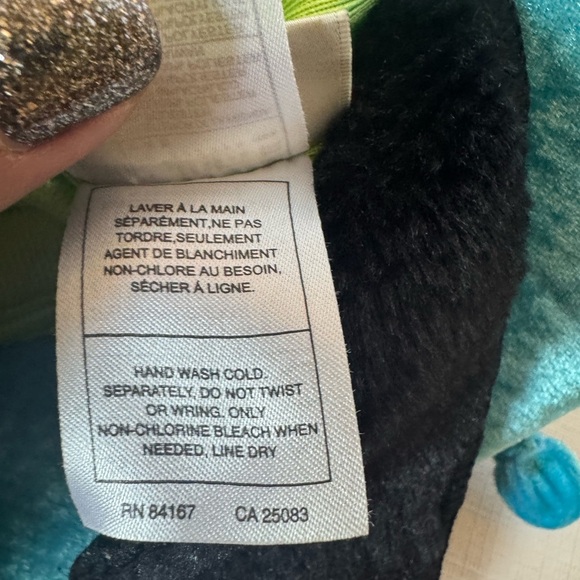 LAVER À LA MAIN
SÉPARÉMENT,NE PAS
TORDRE,SEULEMENT
AGENT DE BLANCHIMENT
NON-CHLORE AU BESOIN,
SÉCHER À LIGNE.
HAND WASH COLD.
SEPARATELY. DO NOT TWIST
OR WRING. ONLY
NON-CHLORINE BLEACH WHEN
NEEDED, LINE DRY
RN 84167 CA 25083